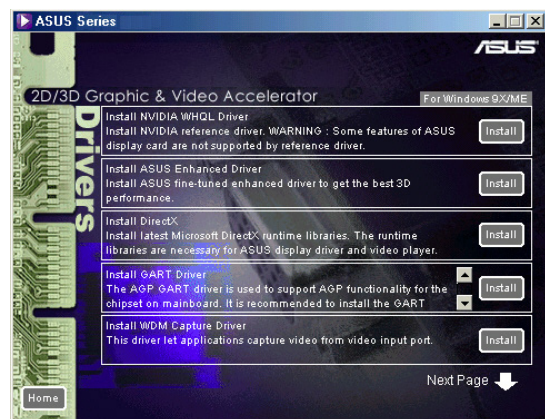 ASUS Series
ASUS
2D/3D Graphic & Video Accelerator
For Windows 9X/ME
Drivers
Install NVIDIA WHQL Driver
Install NVIDIA reference driver. WARNING : Some features of ASUS
display card are not supported by reference driver.
Install
Install ASUS Enhanced Driver
Install ASUS fine-tuned enhanced driver to get the best 3D
performance.
Install
Install DirectX
Install latest Microsoft DirectX runtime libraries. The runtime
libraries are necessary for ASUS display driver and video player.
Install
Install GART Driver
The AGP GART driver is used to support AGP functionality for the
chipset on mainboard. It is recommended to install the GART
Install
Install WDM Capture Driver
This driver let applications capture video from video input port.
Install
Next Page
Home